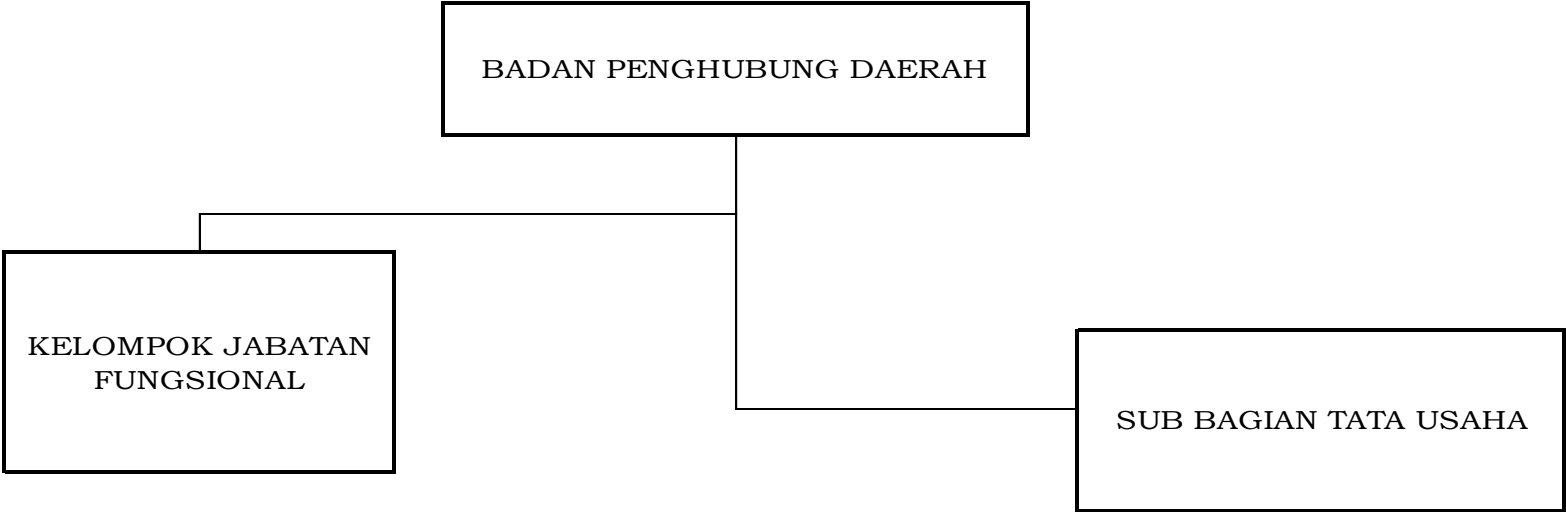 BADAN PENGHUBUNG DAERAH
KELOMPOK JABATAN
FUNGSIONAL
SUB BAGIAN TATA USAHA